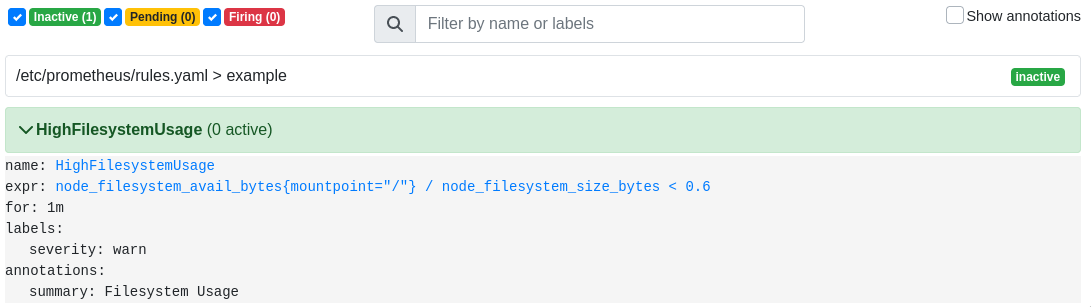 Inactive (1) Pending (0) Firing (0) Filter by name or labels Show annotations
/etc/prometheus/rules.yaml > example inactive
HighFilesystemUsage (0 active)
name: HighFilesystemUsage
expr: node_filesystem_avail_bytes{mountpoint="/"} / node_filesystem_size_bytes < 0.6
for: 1m
labels:
severity: warn
annotations:
summary: Filesystem Usage